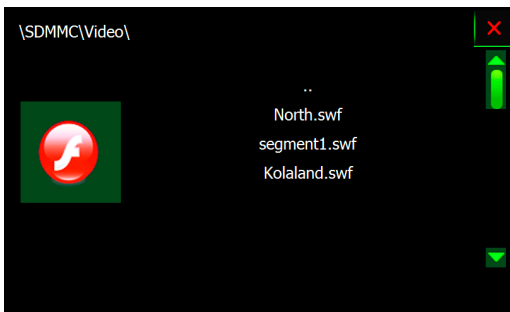 \SDMMC\Video\
..
North.swf
segment1.swf
Kolaland.swf